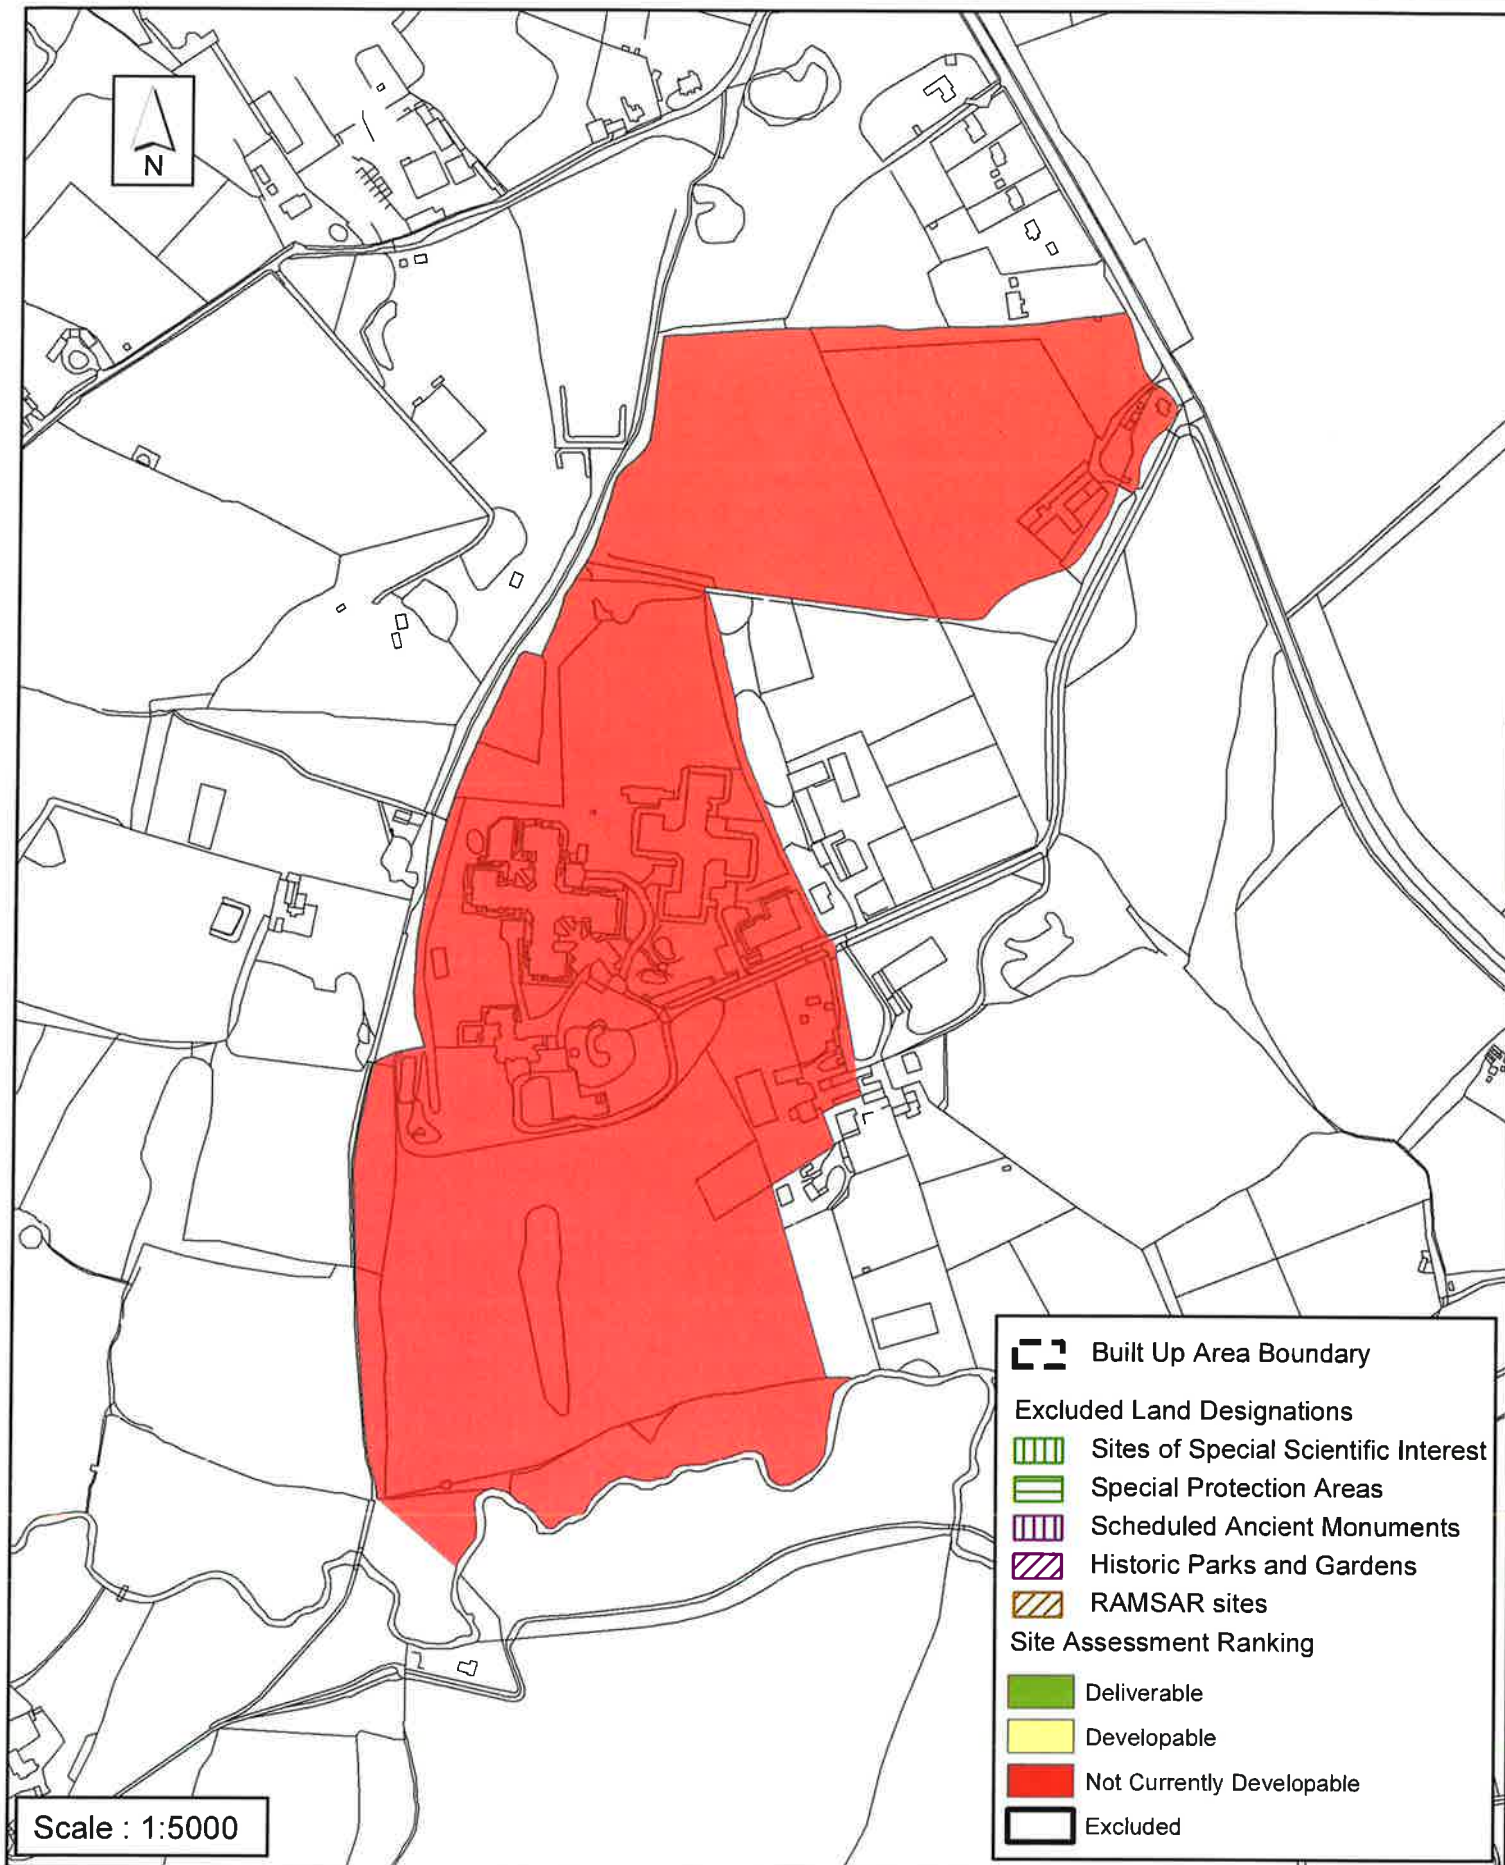 N
Built Up Area Boundary
Excluded Land Designations
Sites of Special Scientific Interest
Special Protection Areas
Scheduled Ancient Monuments
Historic Parks and Gardens
RAMSAR sites
Site Assessment Ranking
Deliverable
Developable
Not Currently Developable
Excluded
Scale : 1:5000